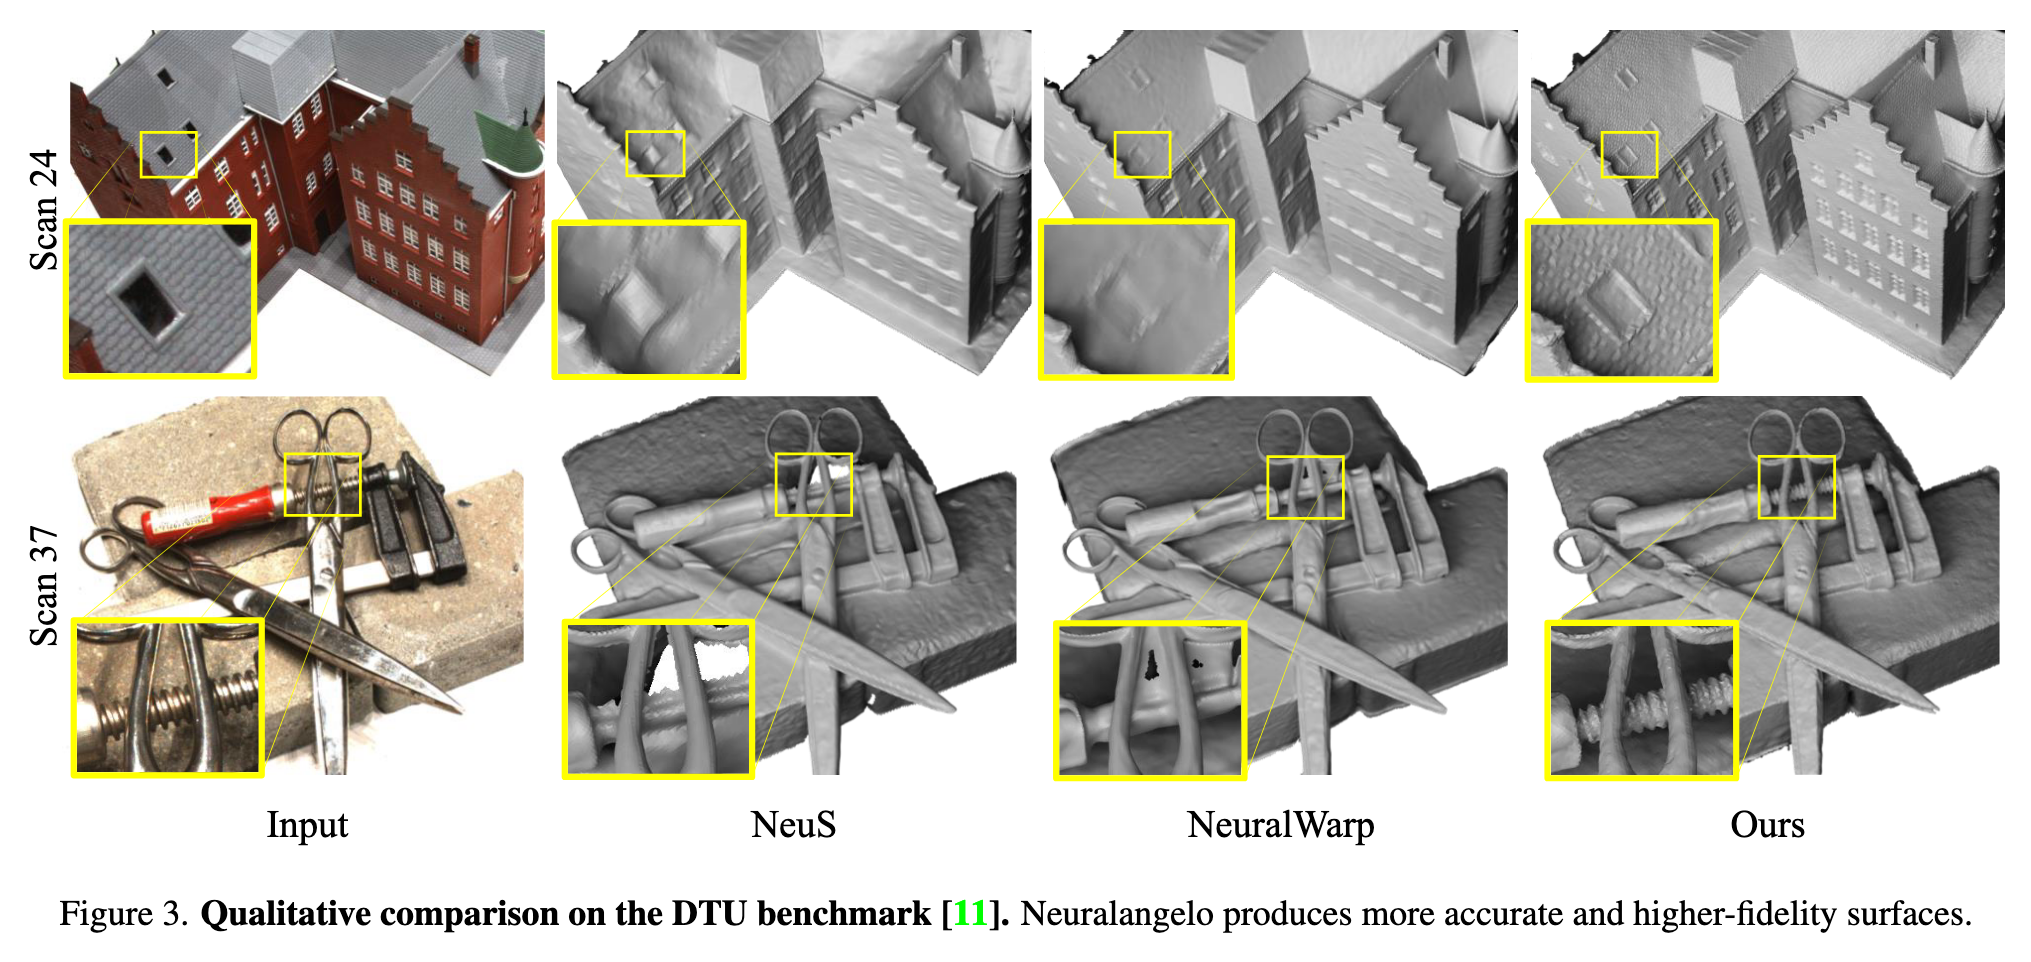 Scan 24
Scan 37
Input NeuS NeuralWarp Ours
Figure 3. Qualitative comparison on the DTU benchmark [11]. Neuralangelo produces more accurate and higher-fidelity surfaces.